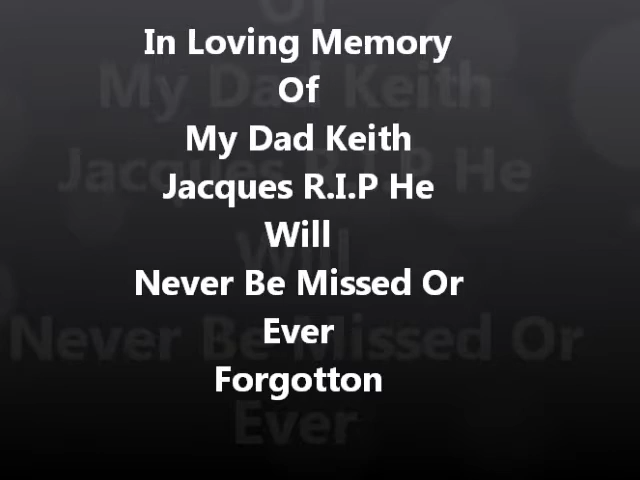 In Loving Memory
Of
My Dad Keith
Jacques R.I.P He
Will
Never Be Missed Or
Ever
Forgotton